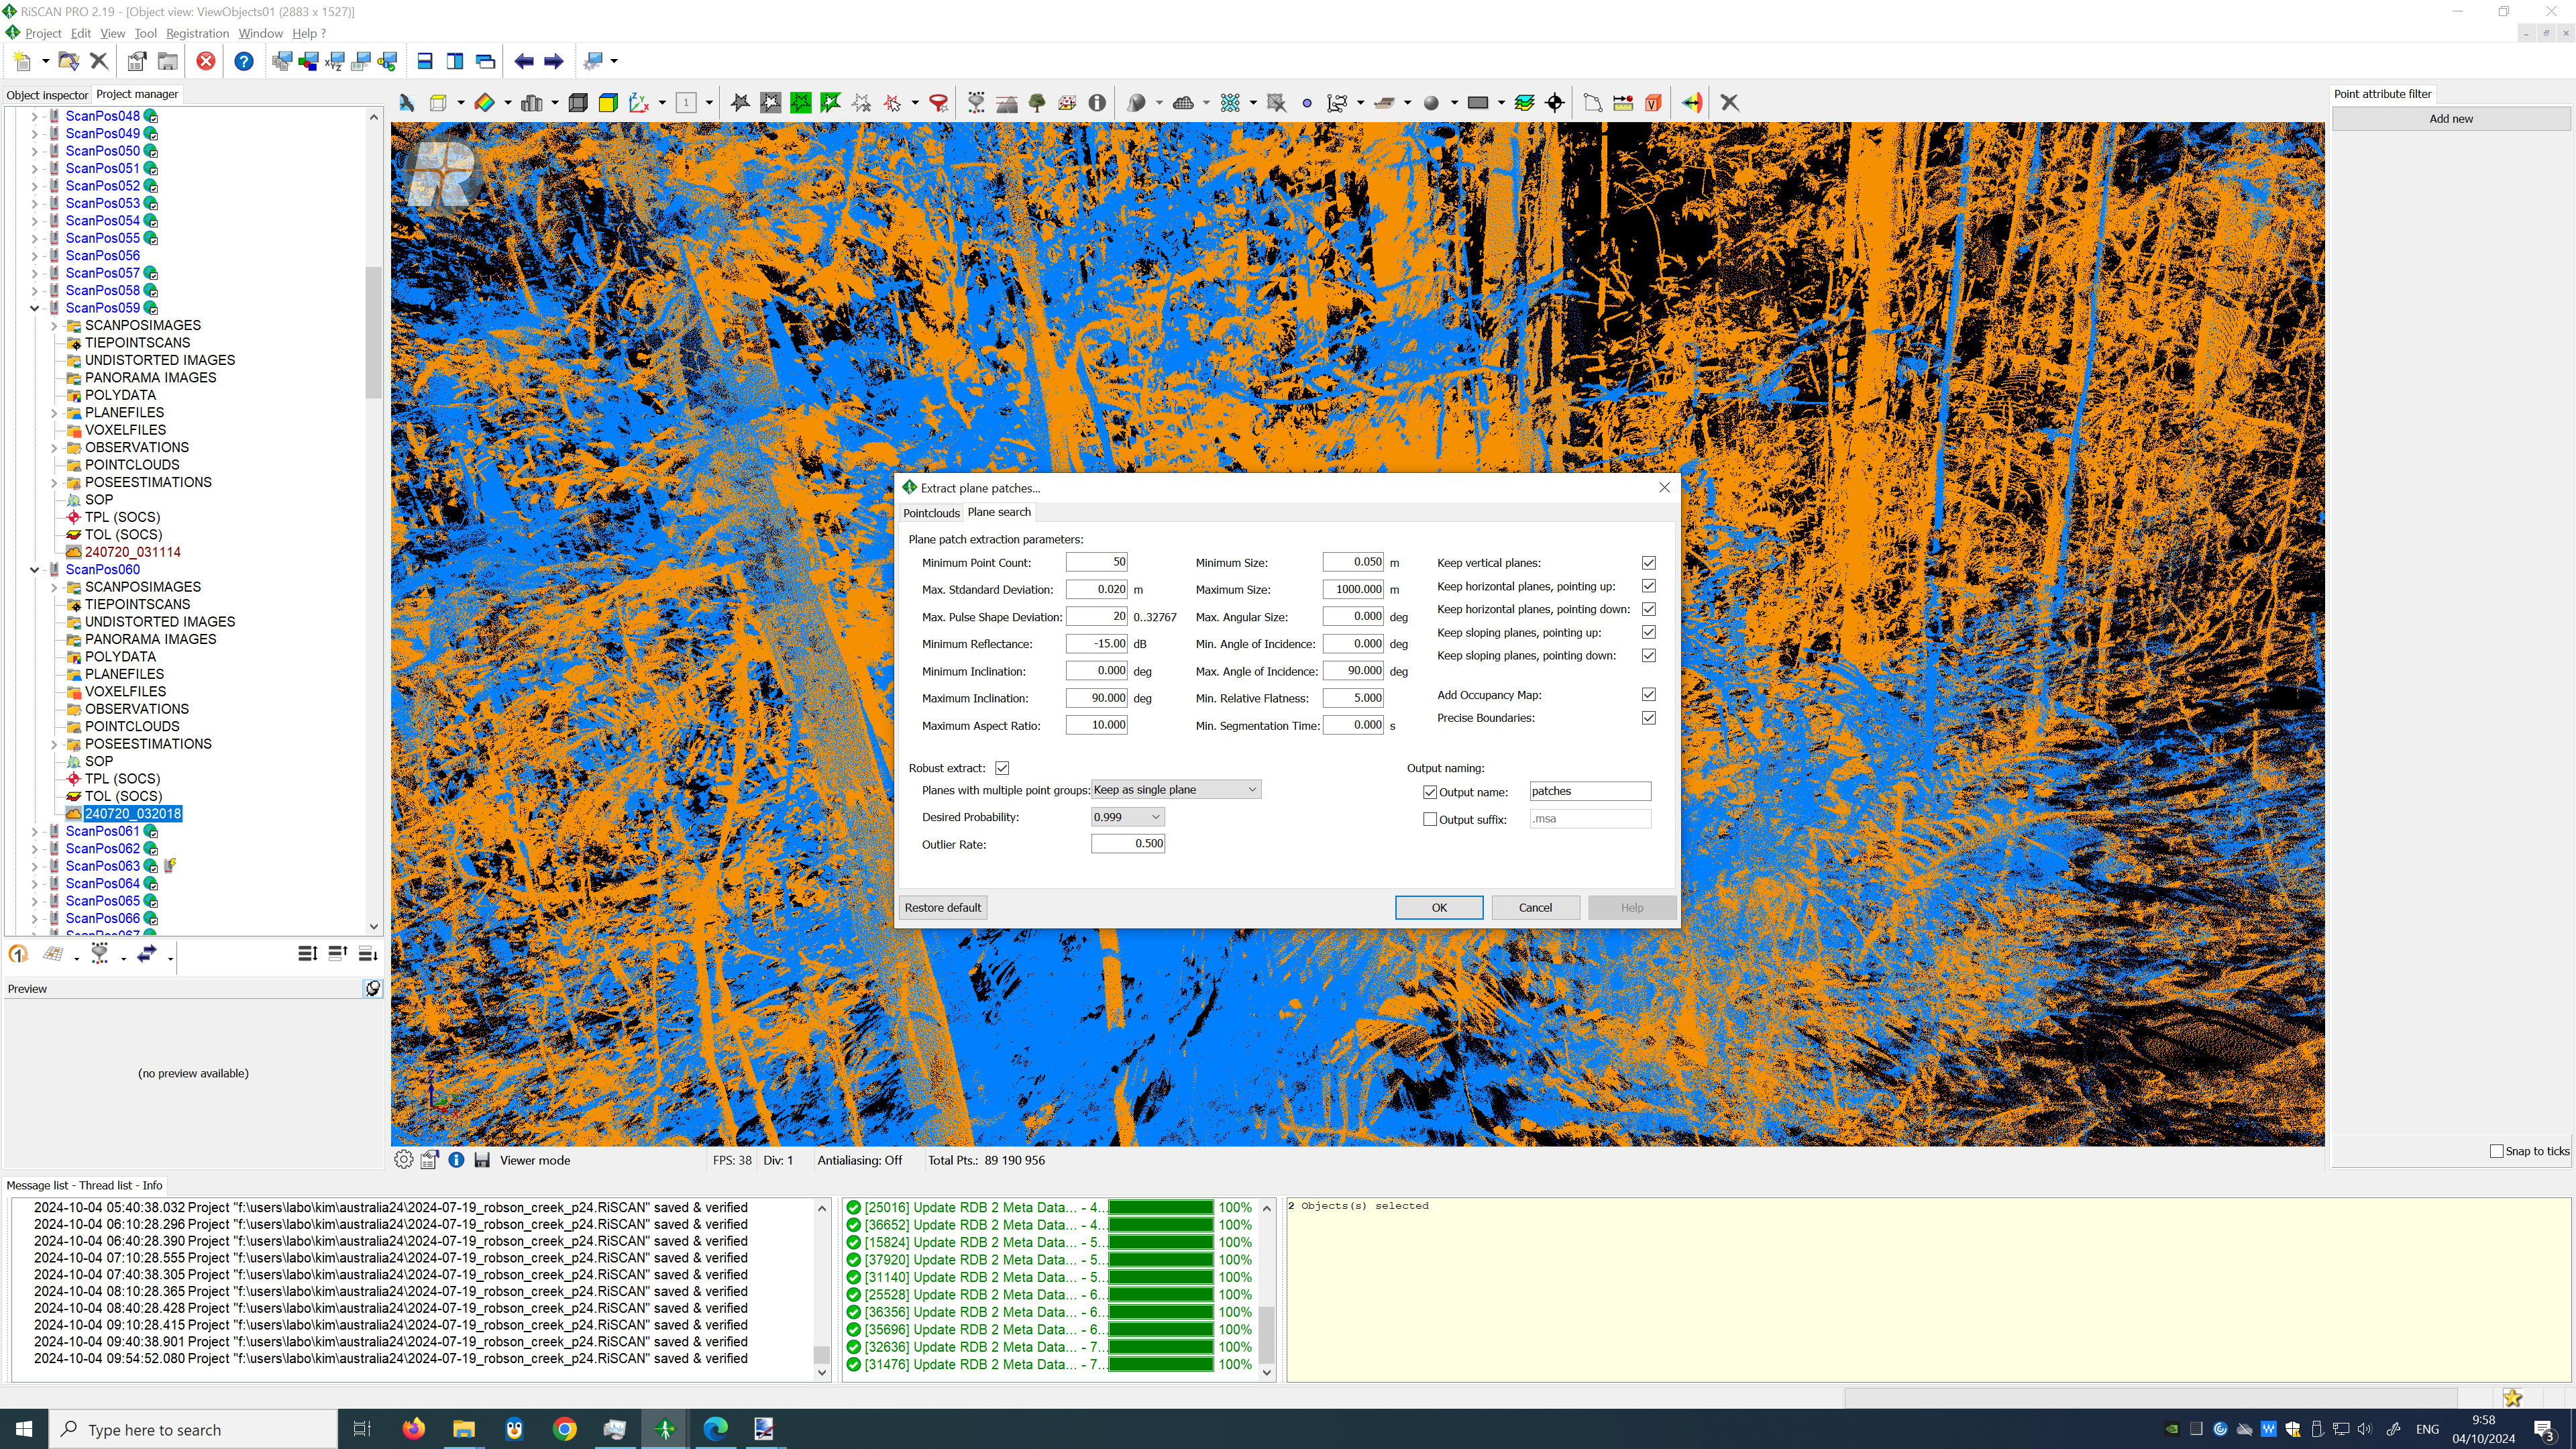 RiSCAN PRO 2.19 - [Object view: ViewObjects01 (2883 x 1527)]
Project Edit View Tool Registration Window Help ?
Object inspector Project manager
ScanPos048
ScanPos049
ScanPos050
ScanPos051
ScanPos052
ScanPos053
ScanPos054
ScanPos055
ScanPos056
ScanPos057
ScanPos058
ScanPos059
SCANPOSIMAGES
TIEPOINTSCANS
UNDISTORTED IMAGES
PANORAMA IMAGES
POLYDATA
PLANEFILES
VOXELFILES
OBSERVATIONS
POINTCLOUDS
POSEESTIMATIONS
SOP
TPL (SOCS)
TOL (SOCS)
240720_031114
ScanPos060
SCANPOSIMAGES
TIEPOINTSCANS
UNDISTORTED IMAGES
PANORAMA IMAGES
POLYDATA
PLANEFILES
VOXELFILES
OBSERVATIONS
POINTCLOUDS
POSEESTIMATIONS
SOP
TPL (SOCS)
TOL (SOCS)
240720_032018
ScanPos061
ScanPos062
ScanPos063
ScanPos064
ScanPos065
ScanPos066
ScanPos067
Preview
(no preview available)
Point attribute filter
Add new
Snap to ticks
Extract plane patches...
Pointclouds Plane search
Plane patch extraction parameters:
Minimum Point Count: 50 Minimum Size: 0.050 m Keep vertical planes:
Max. Stdandard Deviation: 0.020 m Maximum Size: 1000.000 m Keep horizontal planes, pointing up:
Max. Pulse Shape Deviation: 20 0..32767 Max. Angular Size: 0.000 deg Keep horizontal planes, pointing down:
Minimum Reflectance: -15.00 dB Min. Angle of Incidence: 0.000 deg Keep sloping planes, pointing up:
Minimum Inclination: 0.000 deg Max. Angle of Incidence: 90.000 deg Keep sloping planes, pointing down:
Maximum Inclination: 90.000 deg Min. Relative Flatness: 5.000 Add Occupancy Map:
Maximum Aspect Ratio: 10.000 Min. Segmentation Time: 0.000 s Precise Boundaries:
Robust extract: Output naming:
Planes with multiple point groups: Keep as single plane Output name: patches
Desired Probability: 0.999 Output suffix: .msa
Outlier Rate: 0.500
Restore default OK Cancel Help
Viewer mode FPS: 38 Div: 1 Antialiasing: Off Total Pts.: 89 190 956
Message list - Thread list - Info
2024-10-04 05:40:38.032 Project "f:\users\labo\kim\australia24\2024-07-19_robson_creek_p24.RiSCAN" saved & verified
2024-10-04 06:10:28.296 Project "f:\users\labo\kim\australia24\2024-07-19_robson_creek_p24.RiSCAN" saved & verified
2024-10-04 06:40:28.390 Project "f:\users\labo\kim\australia24\2024-07-19_robson_creek_p24.RiSCAN" saved & verified
2024-10-04 07:10:28.555 Project "f:\users\labo\kim\australia24\2024-07-19_robson_creek_p24.RiSCAN" saved & verified
2024-10-04 07:40:38.305 Project "f:\users\labo\kim\australia24\2024-07-19_robson_creek_p24.RiSCAN" saved & verified
2024-10-04 08:10:28.365 Project "f:\users\labo\kim\australia24\2024-07-19_robson_creek_p24.RiSCAN" saved & verified
2024-10-04 08:40:28.428 Project "f:\users\labo\kim\australia24\2024-07-19_robson_creek_p24.RiSCAN" saved & verified
2024-10-04 09:10:28.415 Project "f:\users\labo\kim\australia24\2024-07-19_robson_creek_p24.RiSCAN" saved & verified
2024-10-04 09:40:38.901 Project "f:\users\labo\kim\australia24\2024-07-19_robson_creek_p24.RiSCAN" saved & verified
2024-10-04 09:54:52.080 Project "f:\users\labo\kim\australia24\2024-07-19_robson_creek_p24.RiSCAN" saved & verified
[25016] Update RDB 2 Meta Data... - 4... 100%
[36652] Update RDB 2 Meta Data... - 4... 100%
[15824] Update RDB 2 Meta Data... - 5... 100%
[37920] Update RDB 2 Meta Data... - 5... 100%
[31140] Update RDB 2 Meta Data... - 5... 100%
[25528] Update RDB 2 Meta Data... - 6... 100%
[36356] Update RDB 2 Meta Data... - 6... 100%
[35696] Update RDB 2 Meta Data... - 6... 100%
[32636] Update RDB 2 Meta Data... - 7... 100%
[31476] Update RDB 2 Meta Data... - 7... 100%
2 Objects(s) selected
Type here to search
ENG
9:58
04/10/2024
3